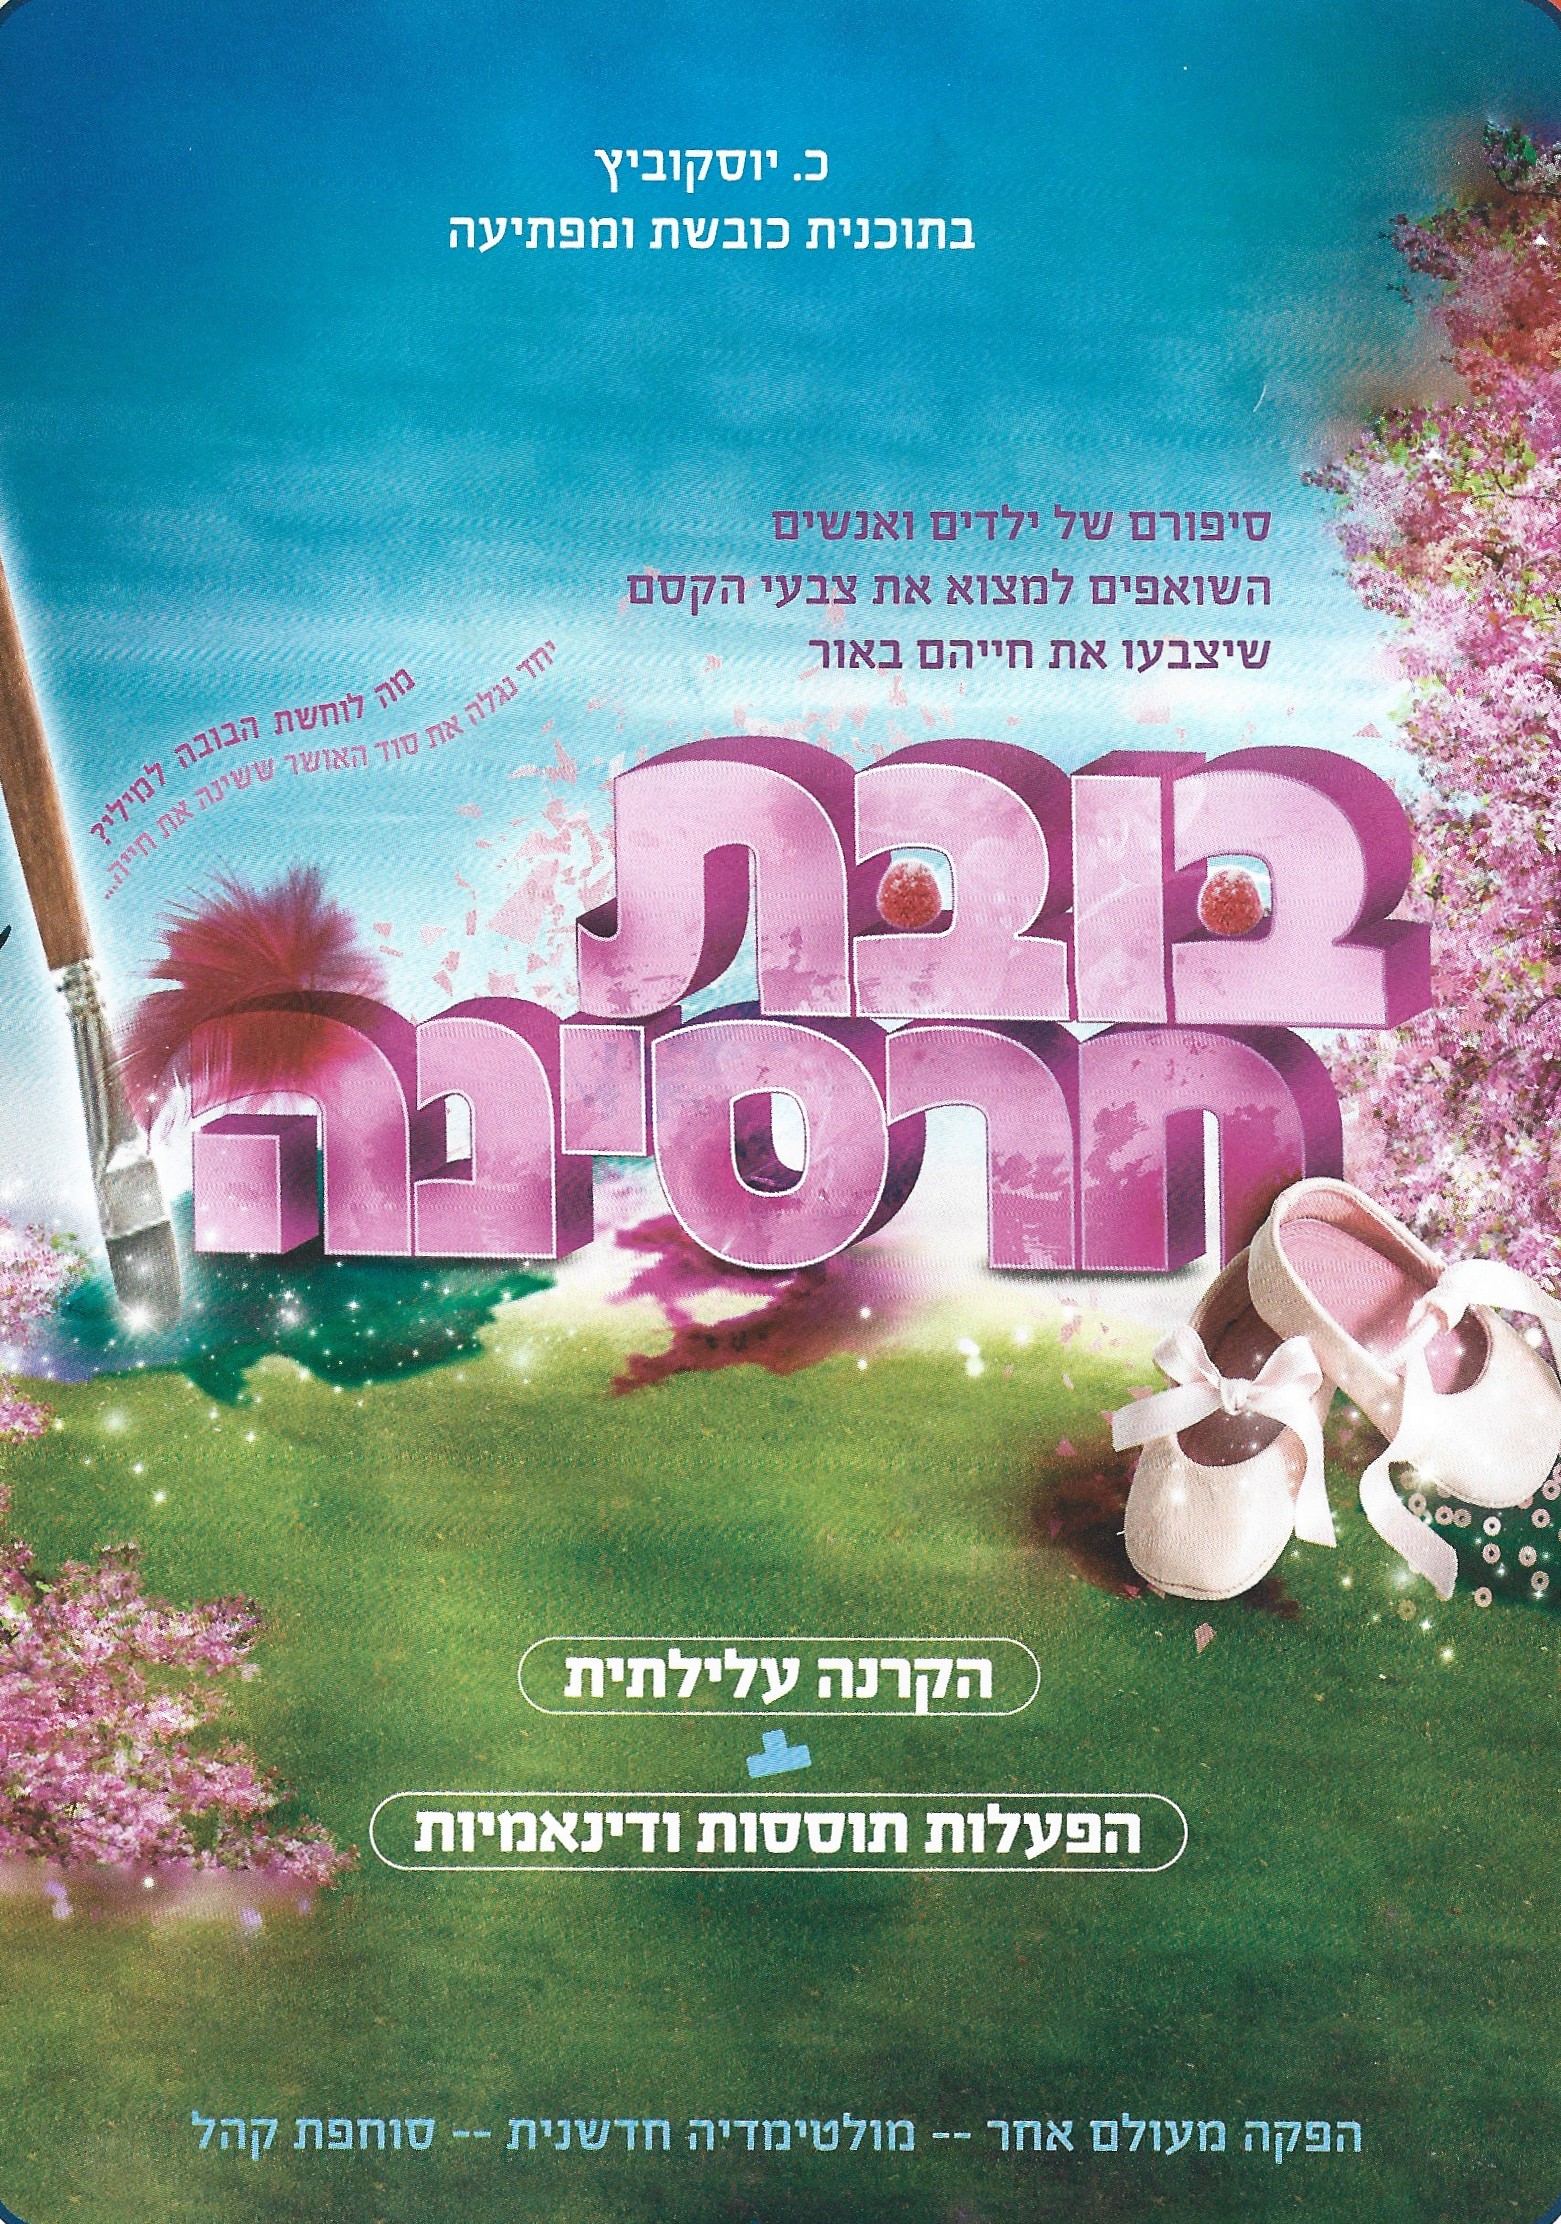 כ. יוסקוביץ
בתוכנית כובשת ומפתיעה
סיפורם של ילדים ואנשים
השואפים למצוא את צבעי הקסם
שיצבעו את חייהם באור
מה לוחשת הבובה למילי?
יחד נגלה את סוד האושר ששינה את חייה...
בובת
חרסינה
הקרנה עלילתית
+
הפעלות תוססות ודינאמיות
הפקה מעולם אחר -- מולטימדיה חדשנית -- סוחפת קהל